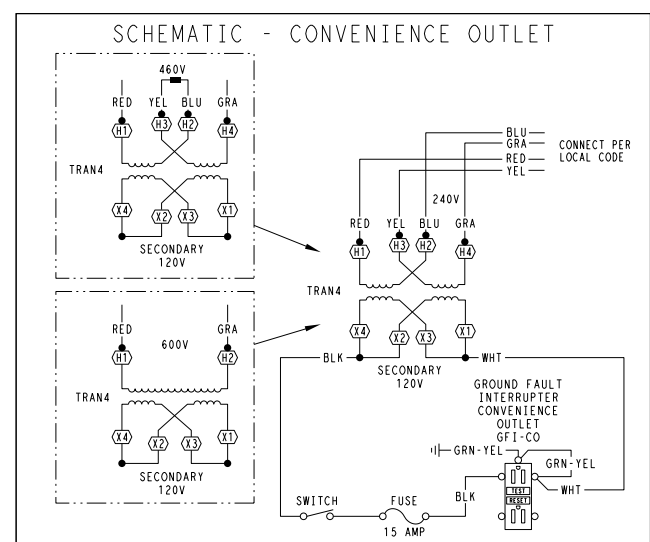 SCHEMATIC - CONVENIENCE OUTLET
460V
RED YEL BLU GRA
H1 H3 H2 H4
TRAN4
X4 X2 X3 X1
SECONDARY
120V
RED GRA
600V
H1 H2
TRAN4
X4 X2 X3 X1
SECONDARY
120V
BLU
GRA
RED
YEL
CONNECT PER
LOCAL CODE
240V
RED YEL BLU GRA
H1 H3 H2 H4
TRAN4
X4 X2 X3 X1
BLK WHT
SECONDARY
120V
GROUND FAULT
INTERRUPTER
CONVENIENCE
OUTLET
GFI-CO
GRN-YEL
GRN-YEL
WHT
BLK
TEST
RESET
SWITCH
FUSE
15 AMP